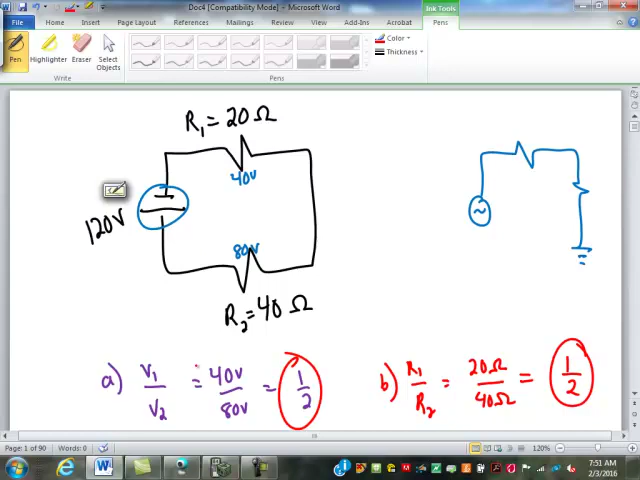 Doc4 [Compatibility Mode] - Microsoft Word
Ink Tools
File Home Insert Page Layout References Mailings Review View Add-Ins Acrobat Pens
Pen Highlighter Eraser Select Objects
Color
Thickness
Write Pens
R1 = 20 Ω
40V
120V
80V
R2 = 40 Ω
~
a) V1/V2 = 40V/80V = 1/2
b) R1/R2 = 20Ω/40Ω = 1/2
Page: 1 of 90 Words: 0 120%
7:51 AM
2/3/2016